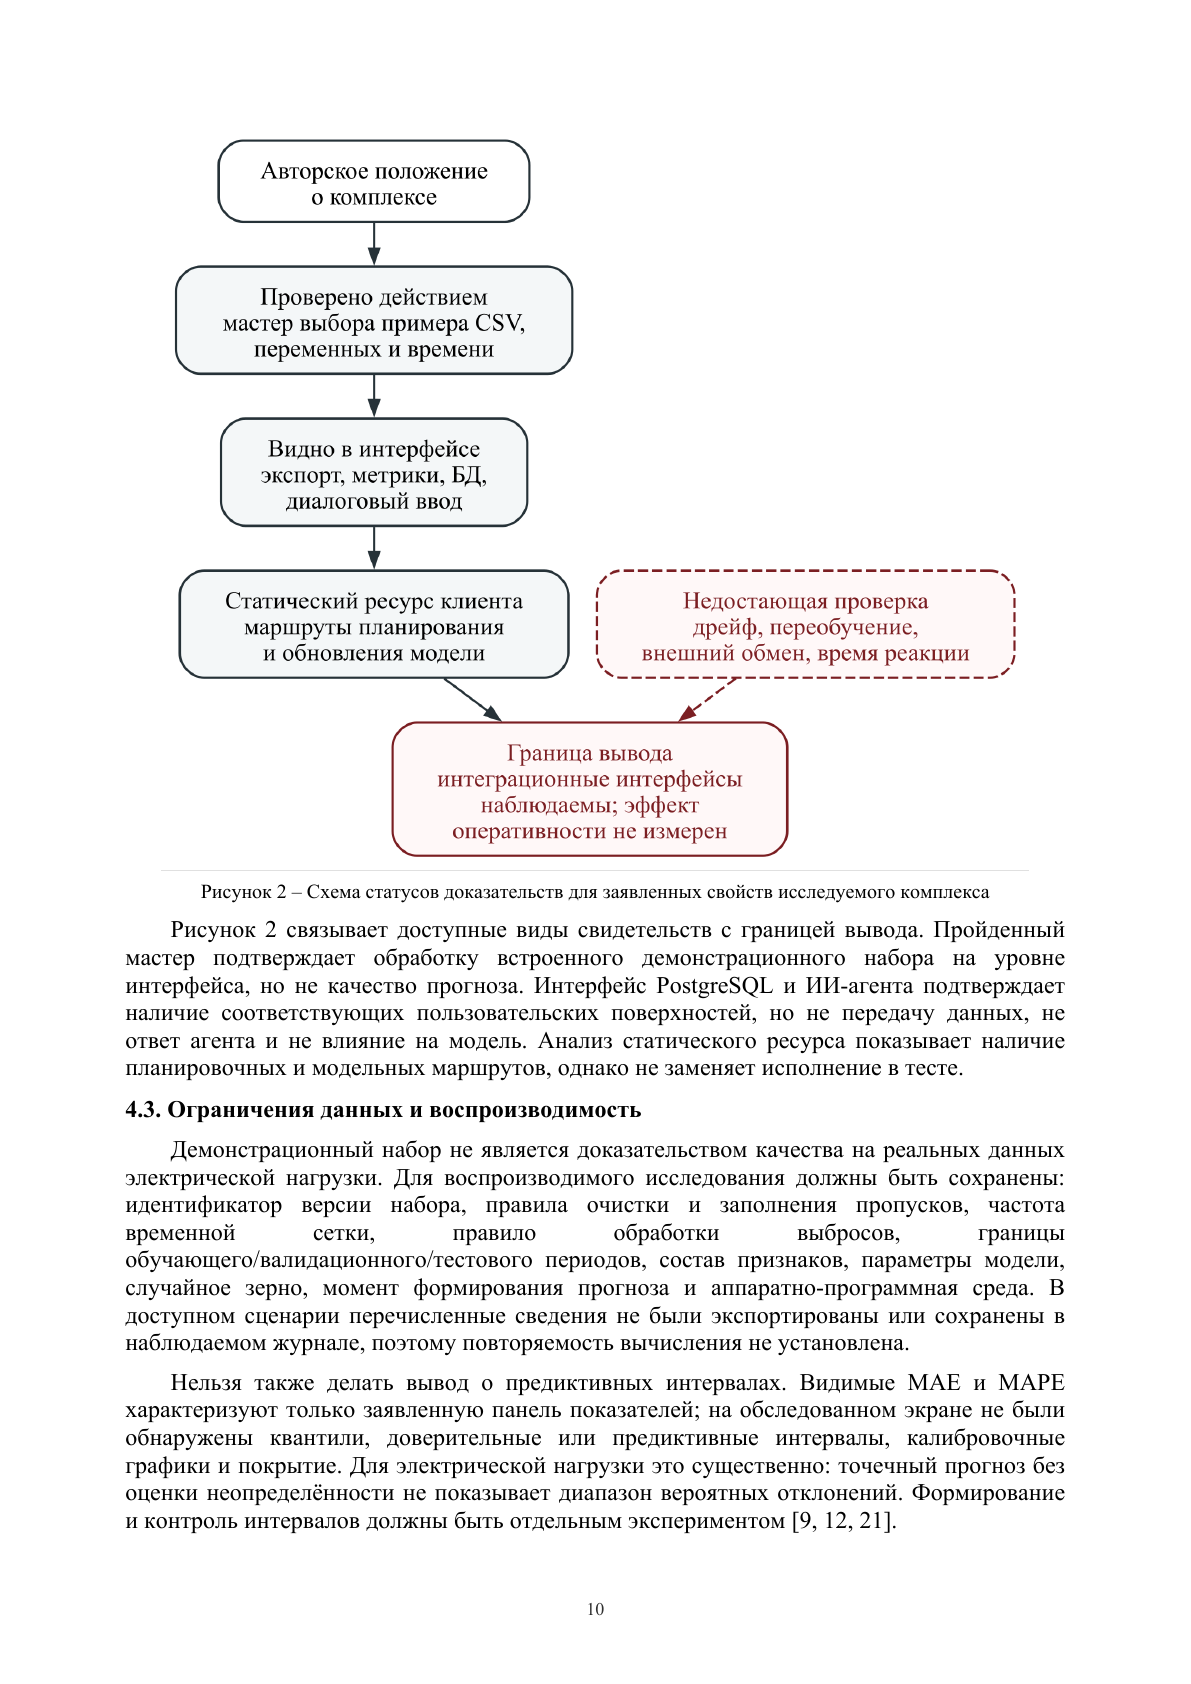 Авторское положение
о комплексе
Проверено действием
мастер выбора примера CSV,
переменных и времени
Видно в интерфейсе
экспорт, метрики, БД,
диалоговый ввод
Статический ресурс клиента
маршруты планирования
и обновления модели
Недостающая проверка
дрейф, переобучение,
внешний обмен, время реакции
Граница вывода
интеграционные интерфейсы
наблюдаемы; эффект
оперативности не измерен
Рисунок 2 – Схема статусов доказательств для заявленных свойств исследуемого комплекса
Рисунок 2 связывает доступные виды свидетельств с границей вывода. Пройденный
мастер подтверждает обработку встроенного демонстрационного набора на уровне
интерфейса, но не качество прогноза. Интерфейс PostgreSQL и ИИ-агента подтверждает
наличие соответствующих пользовательских поверхностей, но не передачу данных, не
ответ агента и не влияние на модель. Анализ статического ресурса показывает наличие
планировочных и модельных маршрутов, однако не заменяет исполнение в тесте.
4.3. Ограничения данных и воспроизводимость
Демонстрационный набор не является доказательством качества на реальных данных
электрической нагрузки. Для воспроизводимого исследования должны быть сохранены:
идентификатор версии набора, правила очистки и заполнения пропусков, частота
временной сетки, правило обработки выбросов, границы
обучающего/валидационного/тестового периодов, состав признаков, параметры модели,
случайное зерно, момент формирования прогноза и аппаратно-программная среда. В
доступном сценарии перечисленные сведения не были экспортированы или сохранены в
наблюдаемом журнале, поэтому повторяемость вычисления не установлена.
Нельзя также делать вывод о предиктивных интервалах. Видимые MAE и MAPE
характеризуют только заявленную панель показателей; на обследованном экране не были
обнаружены квантили, доверительные или предиктивные интервалы, калибровочные
графики и покрытие. Для электрической нагрузки это существенно: точечный прогноз без
оценки неопределённости не показывает диапазон вероятных отклонений. Формирование
и контроль интервалов должны быть отдельным экспериментом [9, 12, 21].
10